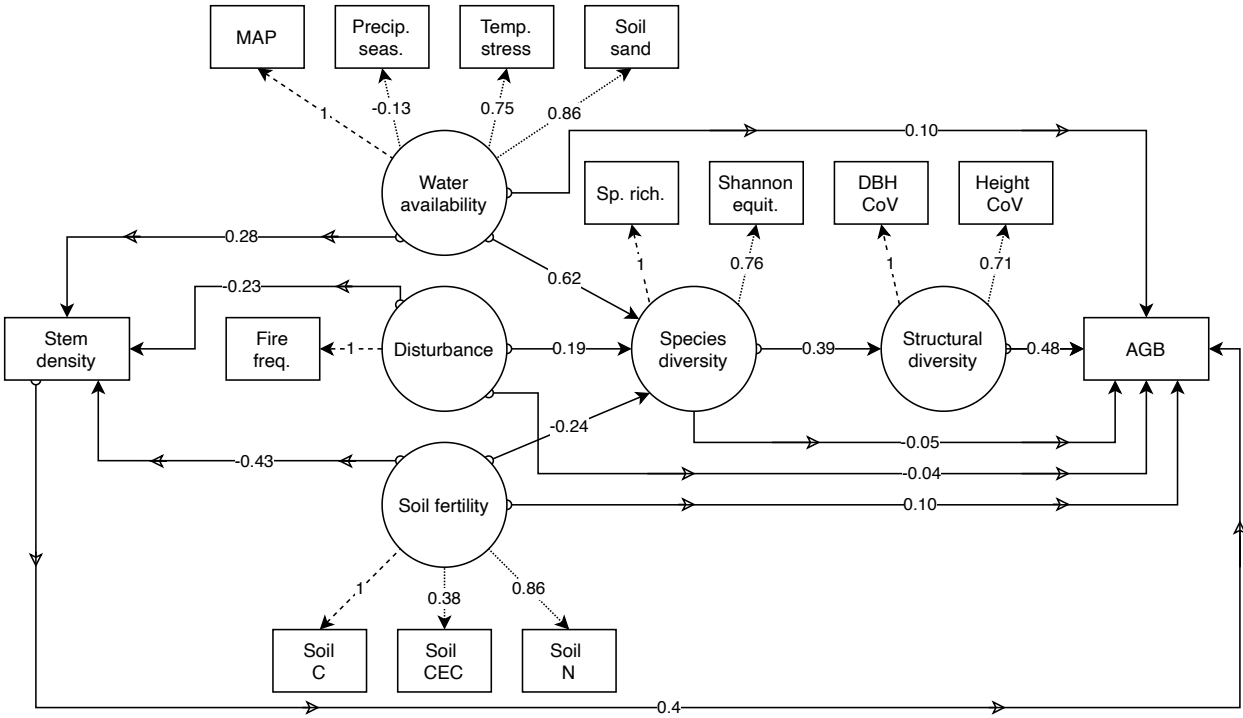 MAP
Precip.
seas.
Temp.
stress
Soil
sand
1
-0.13
0.75
0.86
Water
availability
0.10
Sp. rich.
Shannon
equit.
DBH
CoV
Height
CoV
0.28
0.62
1
0.76
1
0.71
-0.23
Stem
density
Fire
freq.
1
Disturbance
0.19
Species
diversity
0.39
Structural
diversity
0.48
AGB
-0.24
-0.05
-0.43
-0.04
Soil fertility
0.10
1
0.38
0.86
Soil
C
Soil
CEC
Soil
N
0.4